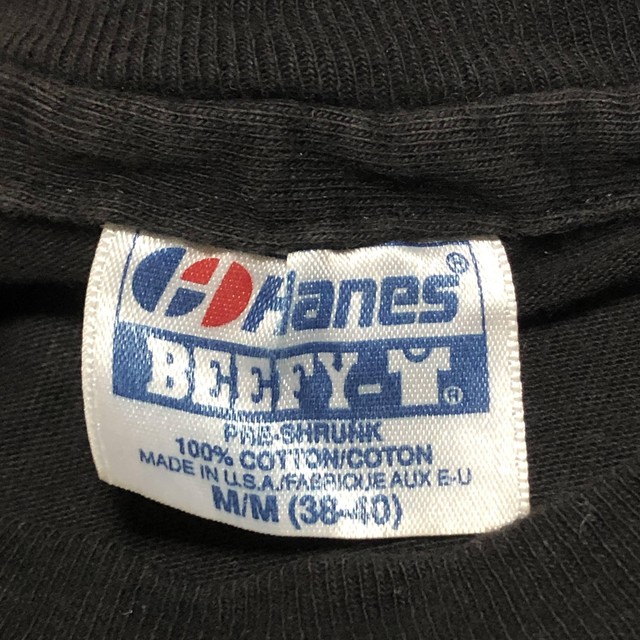 Hanes®
BEEFY-T®
PRE-SHRUNK
100% COTTON/COTON
MADE IN U.S.A./FABRIQUE AUX E-U
M/M (38-40)